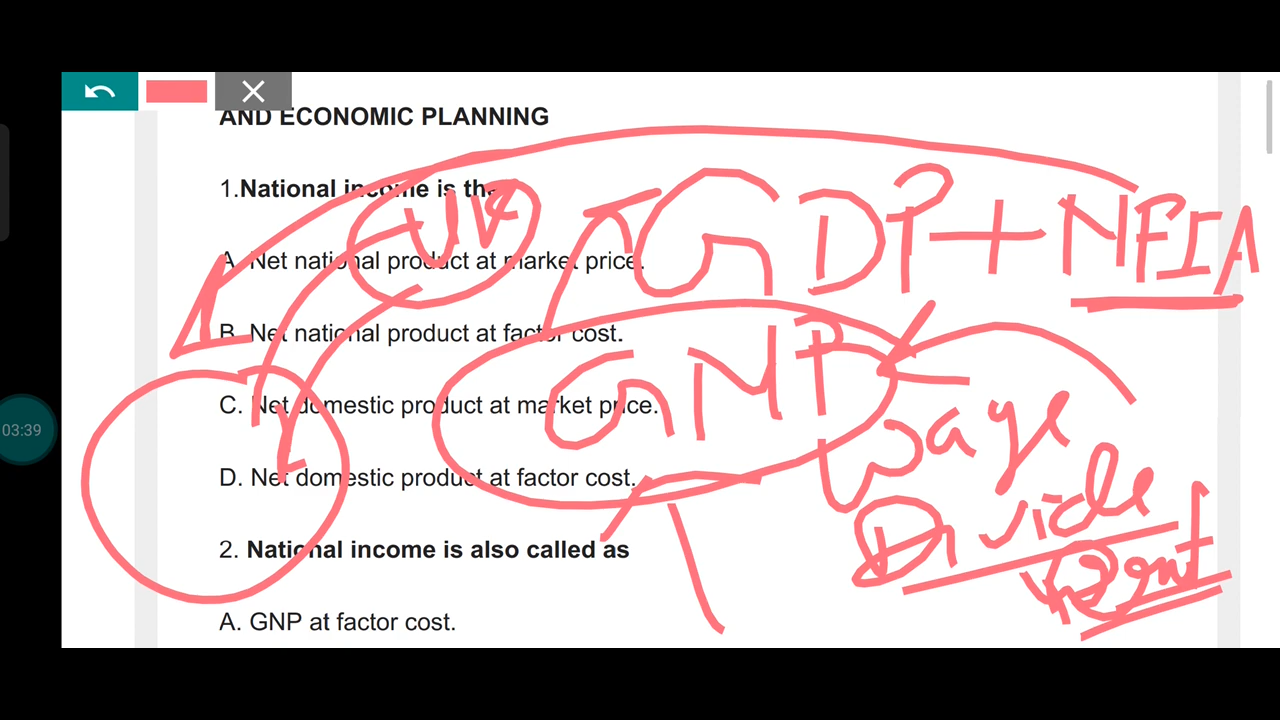 AND ECONOMIC PLANNING
1.National income is the
UK
GDP+NFIA
A. Net national product at market price.
B. Net national product at factor cost.
GNP
C. Net domestic product at market price.
wage
03:39
D. Net domestic product at factor cost.
2. National income is also called as
Rent
A. GNP at factor cost.